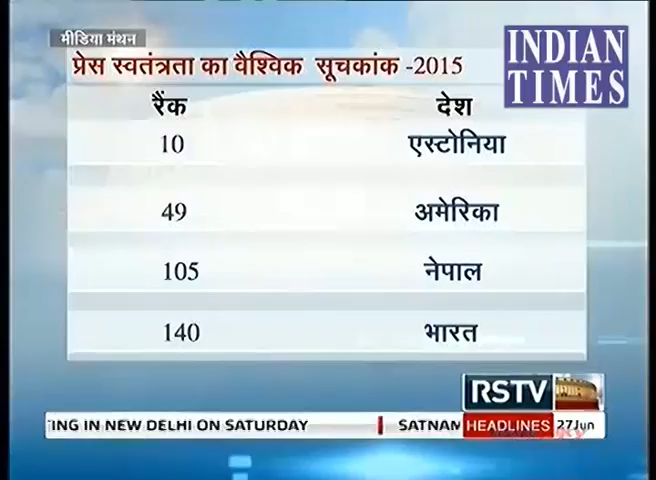 मीडिया मंथन
INDIAN
TIMES
प्रेस स्वतंत्रता का वैश्विक सूचकांक -2015
रैंक देश
10 एस्टोनिया
49 अमेरिका
105 नेपाल
140 भारत
RSTV
TING IN NEW DELHI ON SATURDAY SATNAM HEADLINES 27Jun